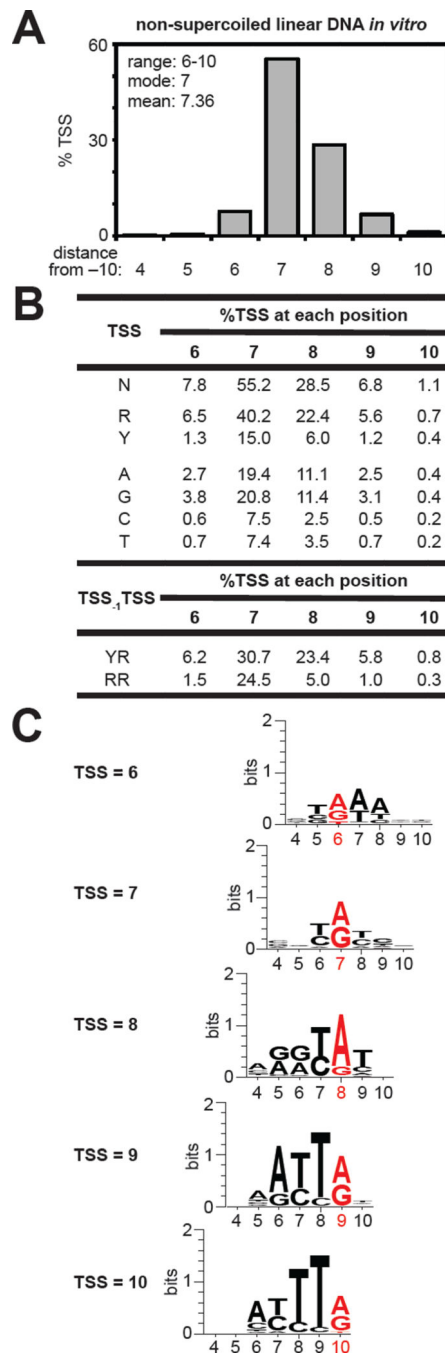 A
non-supercoiled linear DNA in vitro
60
range: 6-10
mode: 7
mean: 7.36
% TSS
30
0
distance
from –10: 4 5 6 7 8 9 10
B
TSS %TSS at each position
6 7 8 9 10
N 7.8 55.2 28.5 6.8 1.1
R 6.5 40.2 22.4 5.6 0.7
Y 1.3 15.0 6.0 1.2 0.4
A 2.7 19.4 11.1 2.5 0.4
G 3.8 20.8 11.4 3.1 0.4
C 0.6 7.5 2.5 0.5 0.2
T 0.7 7.4 3.5 0.7 0.2
TSS-1TSS %TSS at each position
6 7 8 9 10
YR 6.2 30.7 23.4 5.8 0.8
RR 1.5 24.5 5.0 1.0 0.3
C
TSS = 6
2
bits
1
0
T A A A
C G T T
4 5 6 7 8 9 10
TSS = 7
2
bits
1
0
T A T
C G C
4 5 6 7 8 9 10
TSS = 8
2
bits
1
0
A G G T A T
A A C G C
4 5 6 7 8 9 10
TSS = 9
2
bits
1
0
A A T T A
G G C C G
4 5 6 7 8 9 10
TSS = 10
2
bits
1
0
A T T T A
C C C C G
4 5 6 7 8 9 10